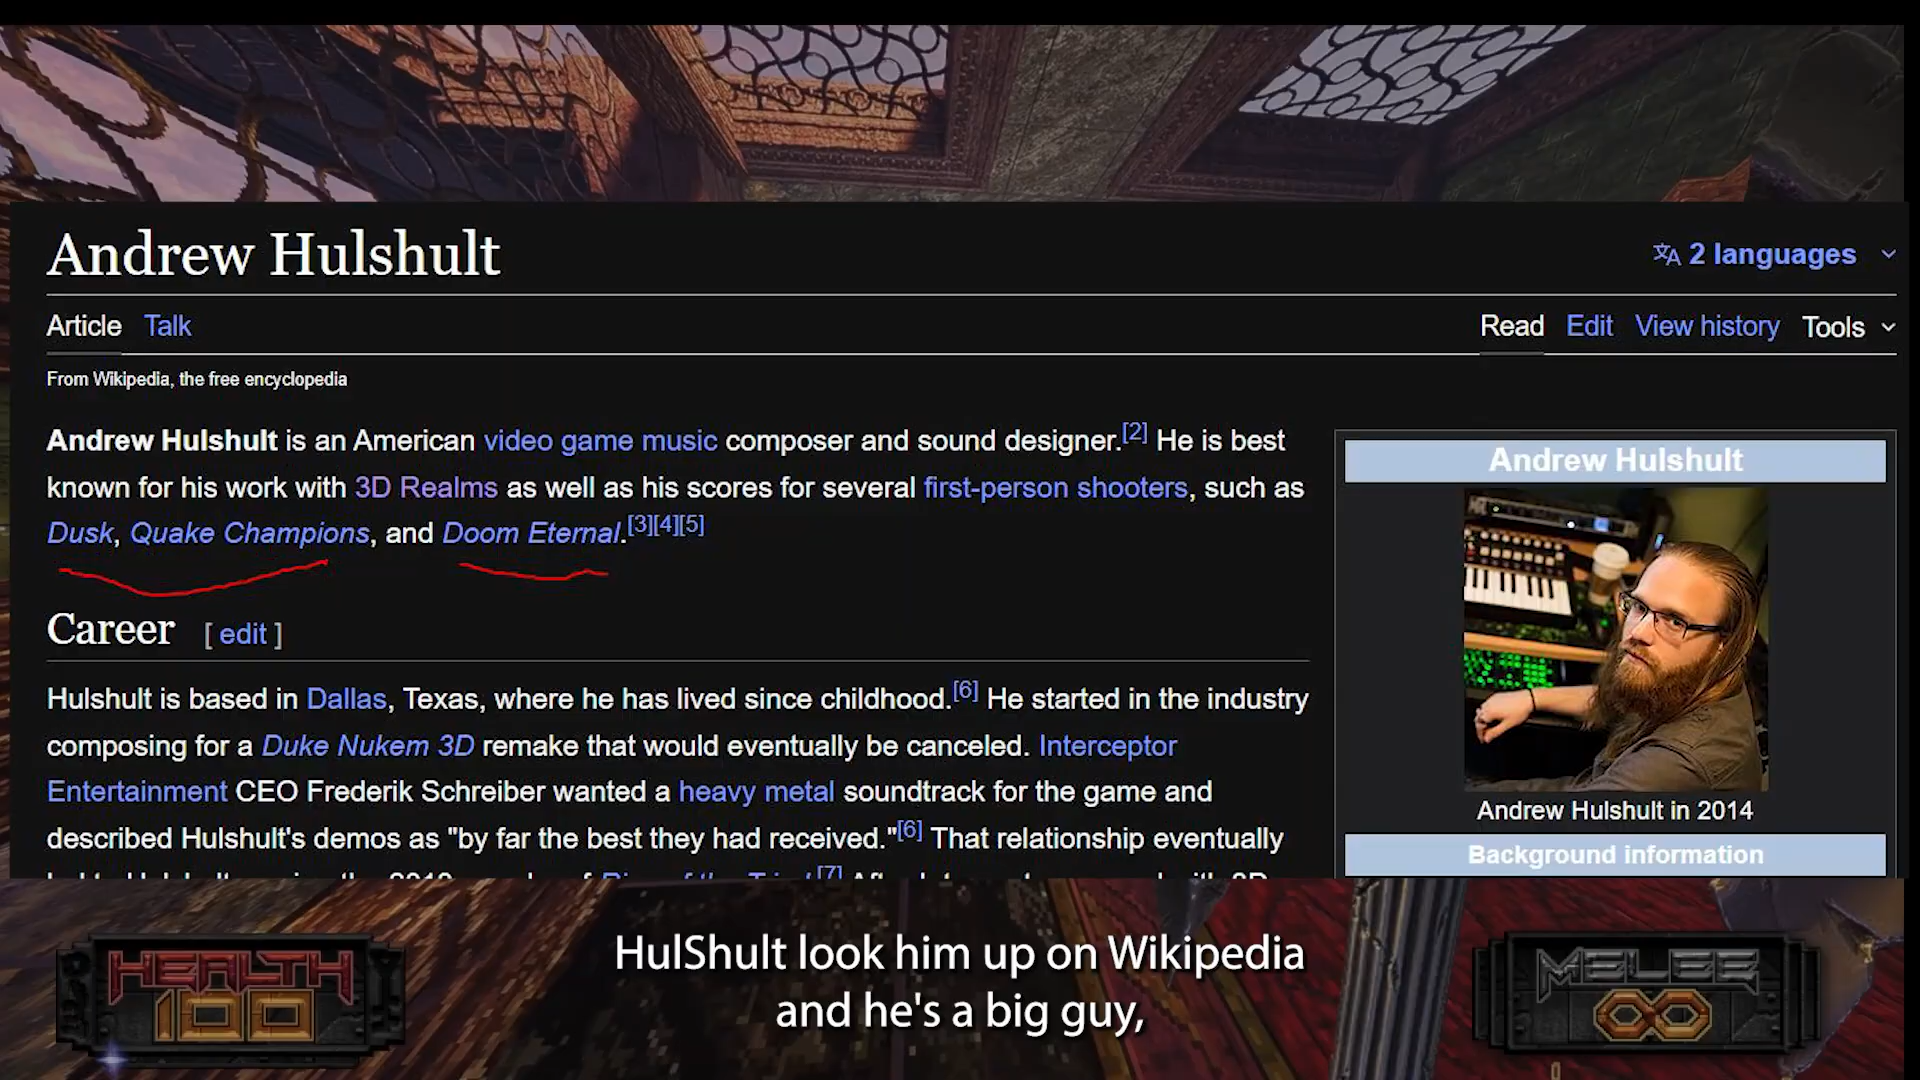 Andrew Hulshult
2 languages
Article Talk
Read Edit View history Tools
From Wikipedia, the free encyclopedia
Andrew Hulshult is an American video game music composer and sound designer.[2] He is best
known for his work with 3D Realms as well as his scores for several first-person shooters, such as
Dusk, Quake Champions, and Doom Eternal.[3][4][5]
Career [ edit ]
Hulshult is based in Dallas, Texas, where he has lived since childhood.[6] He started in the industry
composing for a Duke Nukem 3D remake that would eventually be canceled. Interceptor
Entertainment CEO Frederik Schreiber wanted a heavy metal soundtrack for the game and
described Hulshult's demos as "by far the best they had received."[6] That relationship eventually
[7]
Andrew Hulshult
Andrew Hulshult in 2014
Background information
HEALTH
100
HulShult look him up on Wikipedia
and he's a big guy,
MELEE
∞